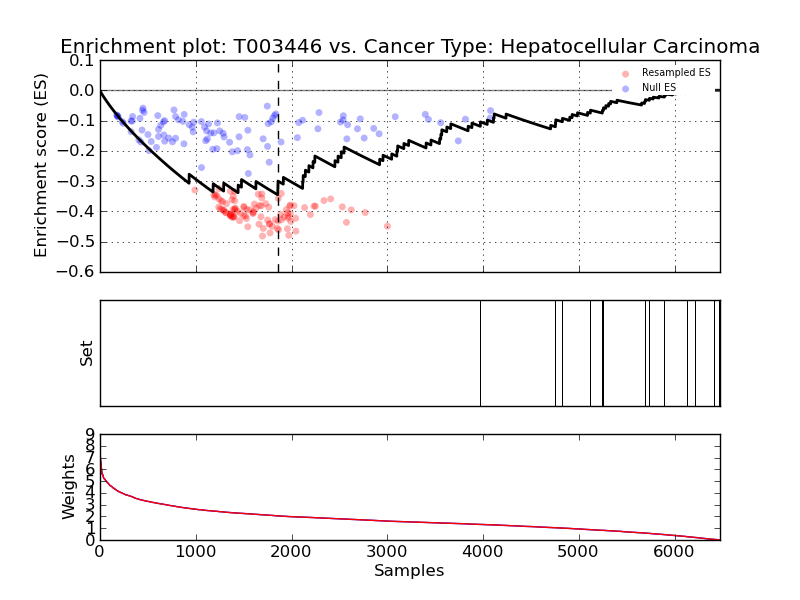 Enrichment plot: T003446 vs. Cancer Type: Hepatocellular Carcinoma
Enrichment score (ES)
0.1
0.0
−0.1
−0.2
−0.3
−0.4
−0.5
−0.6
Resampled ES
Null ES
Set
Weights
9
8
7
6
5
4
3
2
1
0
0 1000 2000 3000 4000 5000 6000
Samples